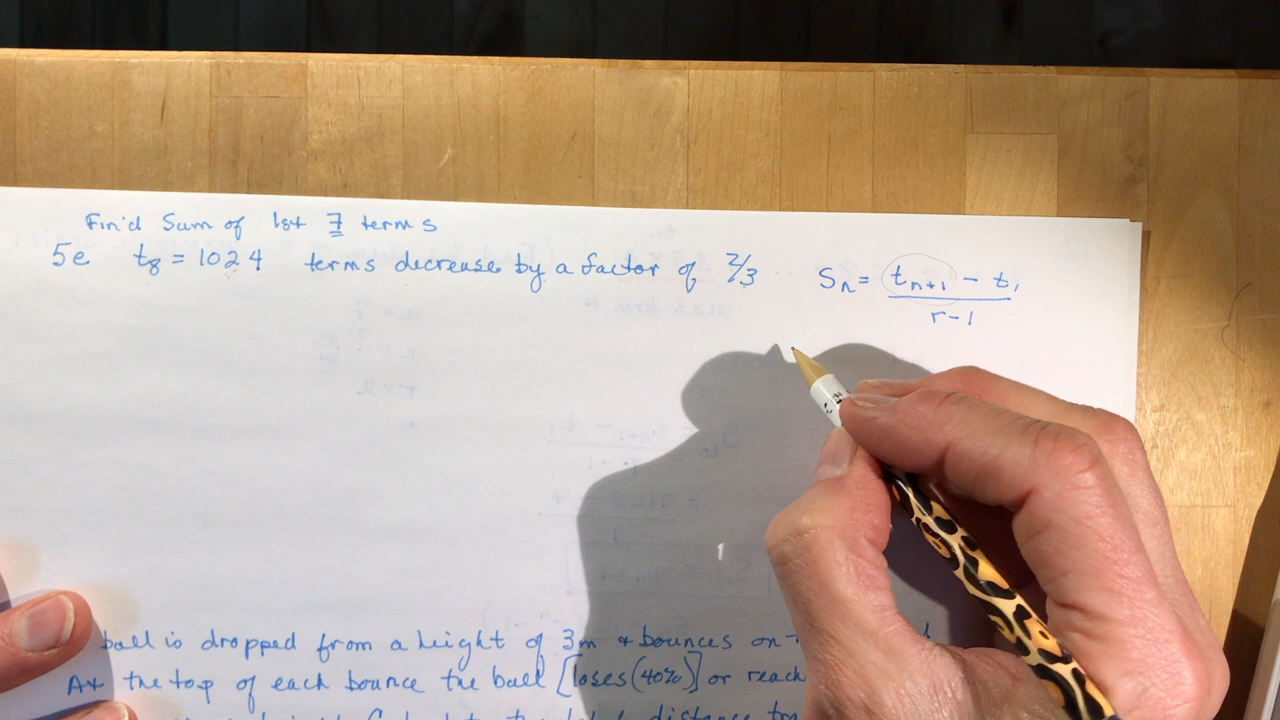 Find Sum of 1st 7 terms
5e t8 = 1024 terms decrease by a factor of 2/3
Sn = (tn+1 - t1)/(r-1)
ball is dropped from a height of 3m & bounces on
At the top of each bounce the ball [loses (40%)] or reach
distance